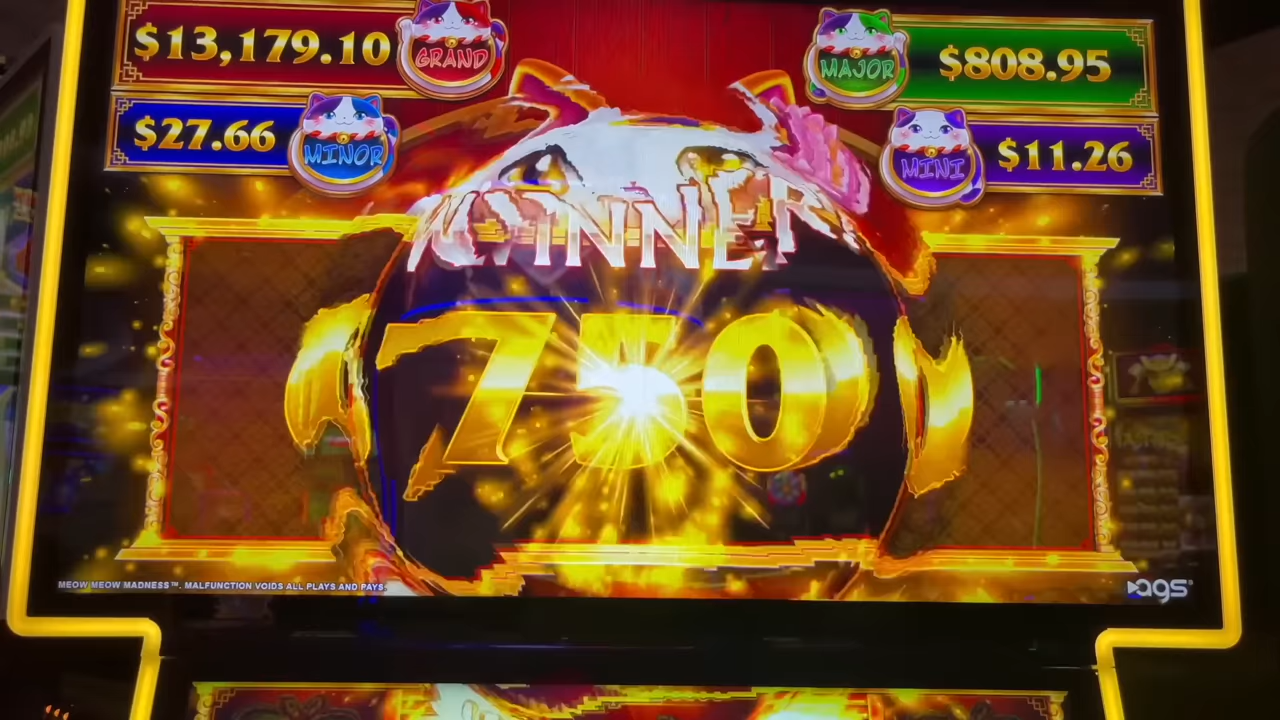 $13,179.10 GRAND
MAJOR $808.95
$27.66 MINOR
MINI $11.26
WINNER
750
MEOW MEOW MADNESS™. MALFUNCTION VOIDS ALL PLAYS AND PAYS.
ags